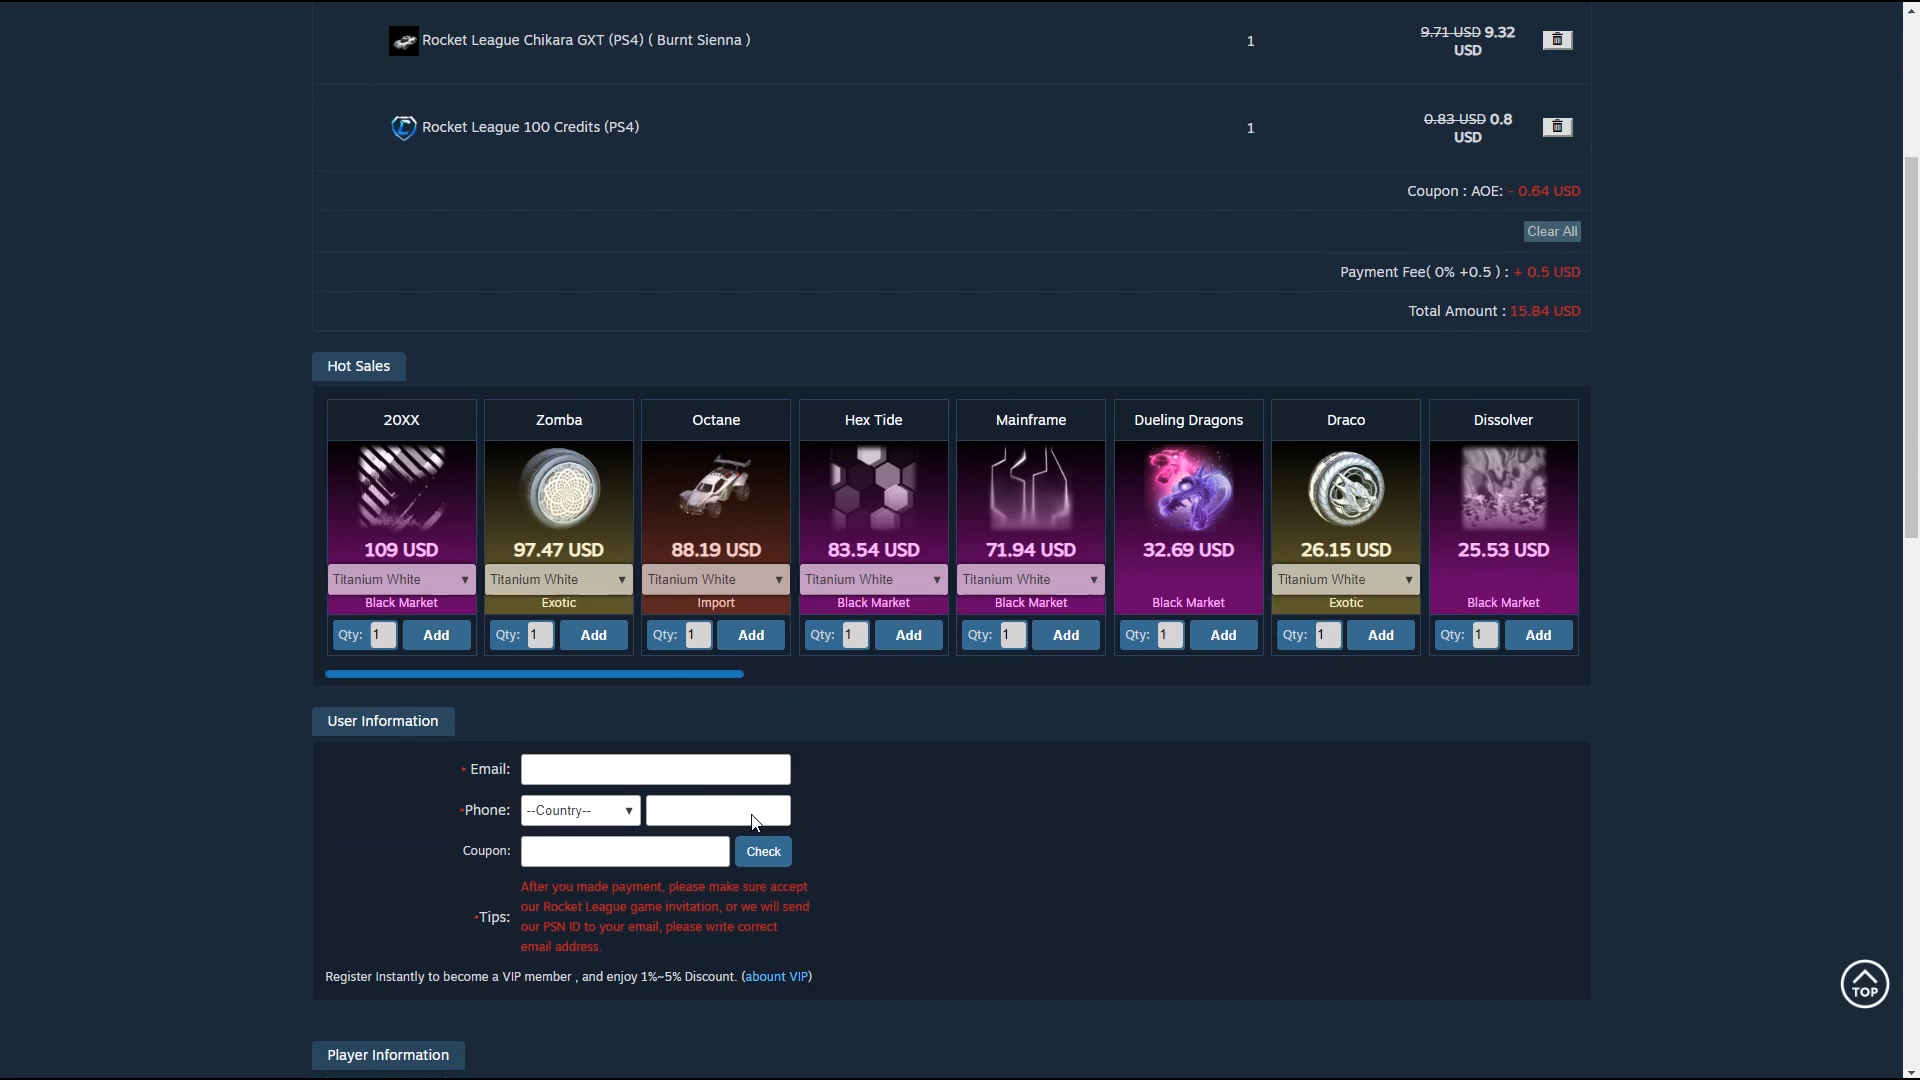 Rocket League Chikara GXT (PS4) ( Burnt Sienna )
1
9.71 USD 9.32
USD
Rocket League 100 Credits (PS4)
1
0.83 USD 0.8
USD
Coupon : AOE: - 0.64 USD
Clear All
Payment Fee( 0% +0.5 ) : + 0.5 USD
Total Amount : 15.84 USD
Hot Sales
20XX Zomba Octane Hex Tide Mainframe Dueling Dragons Draco Dissolver
109 USD 97.47 USD 88.19 USD 83.54 USD 71.94 USD 32.69 USD 26.15 USD 25.53 USD
Titanium White Titanium White Titanium White Titanium White Titanium White Titanium White
Black Market Exotic Import Black Market Black Market Black Market Exotic Black Market
Qty: 1 Add Qty: 1 Add Qty: 1 Add Qty: 1 Add Qty: 1 Add Qty: 1 Add Qty: 1 Add Qty: 1 Add
User Information
* Email:
*Phone: --Country--
Coupon: Check
*Tips:
After you made payment, please make sure accept
our Rocket League game invitation, or we will send
our PSN ID to your email, please write correct
email address.
Register Instantly to become a VIP member , and enjoy 1%~5% Discount. (abount VIP)
TOP
Player Information